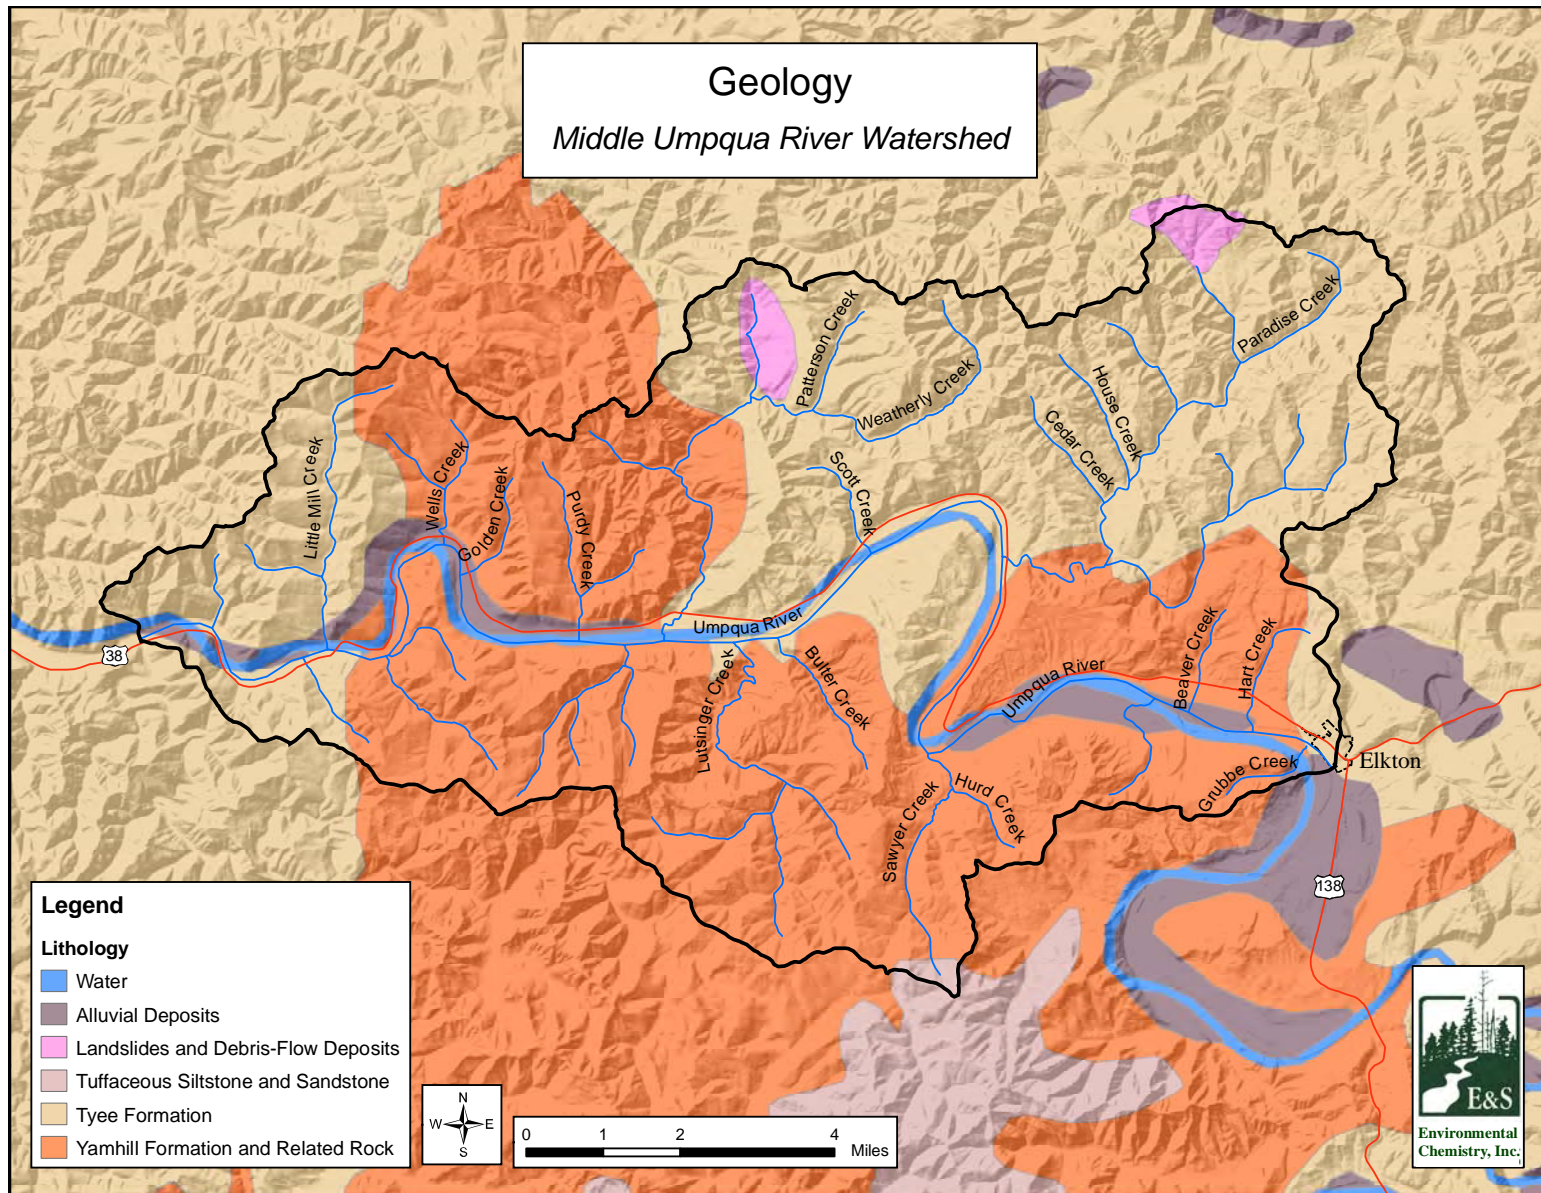 Geology
Middle Umpqua River Watershed
Paradise Creek
Patterson Creek
Weatherly Creek
House Creek
Cedar Creek
Scott Creek
Little Mill Creek
Wells Creek
Golden Creek
Purdy Creek
Umpqua River
Lutsinger Creek
Bulter Creek
Umpqua River
Beaver Creek
Hart Creek
38
Elkton
Grubbe Creek
Sawyer Creek
Hurd Creek
138
Legend
Lithology
Water
Alluvial Deposits
Landslides and Debris-Flow Deposits
Tuffaceous Siltstone and Sandstone
Tyee Formation
Yamhill Formation and Related Rock
N
W E
S
0 1 2 4
Miles
E&S
Environmental
Chemistry, Inc.